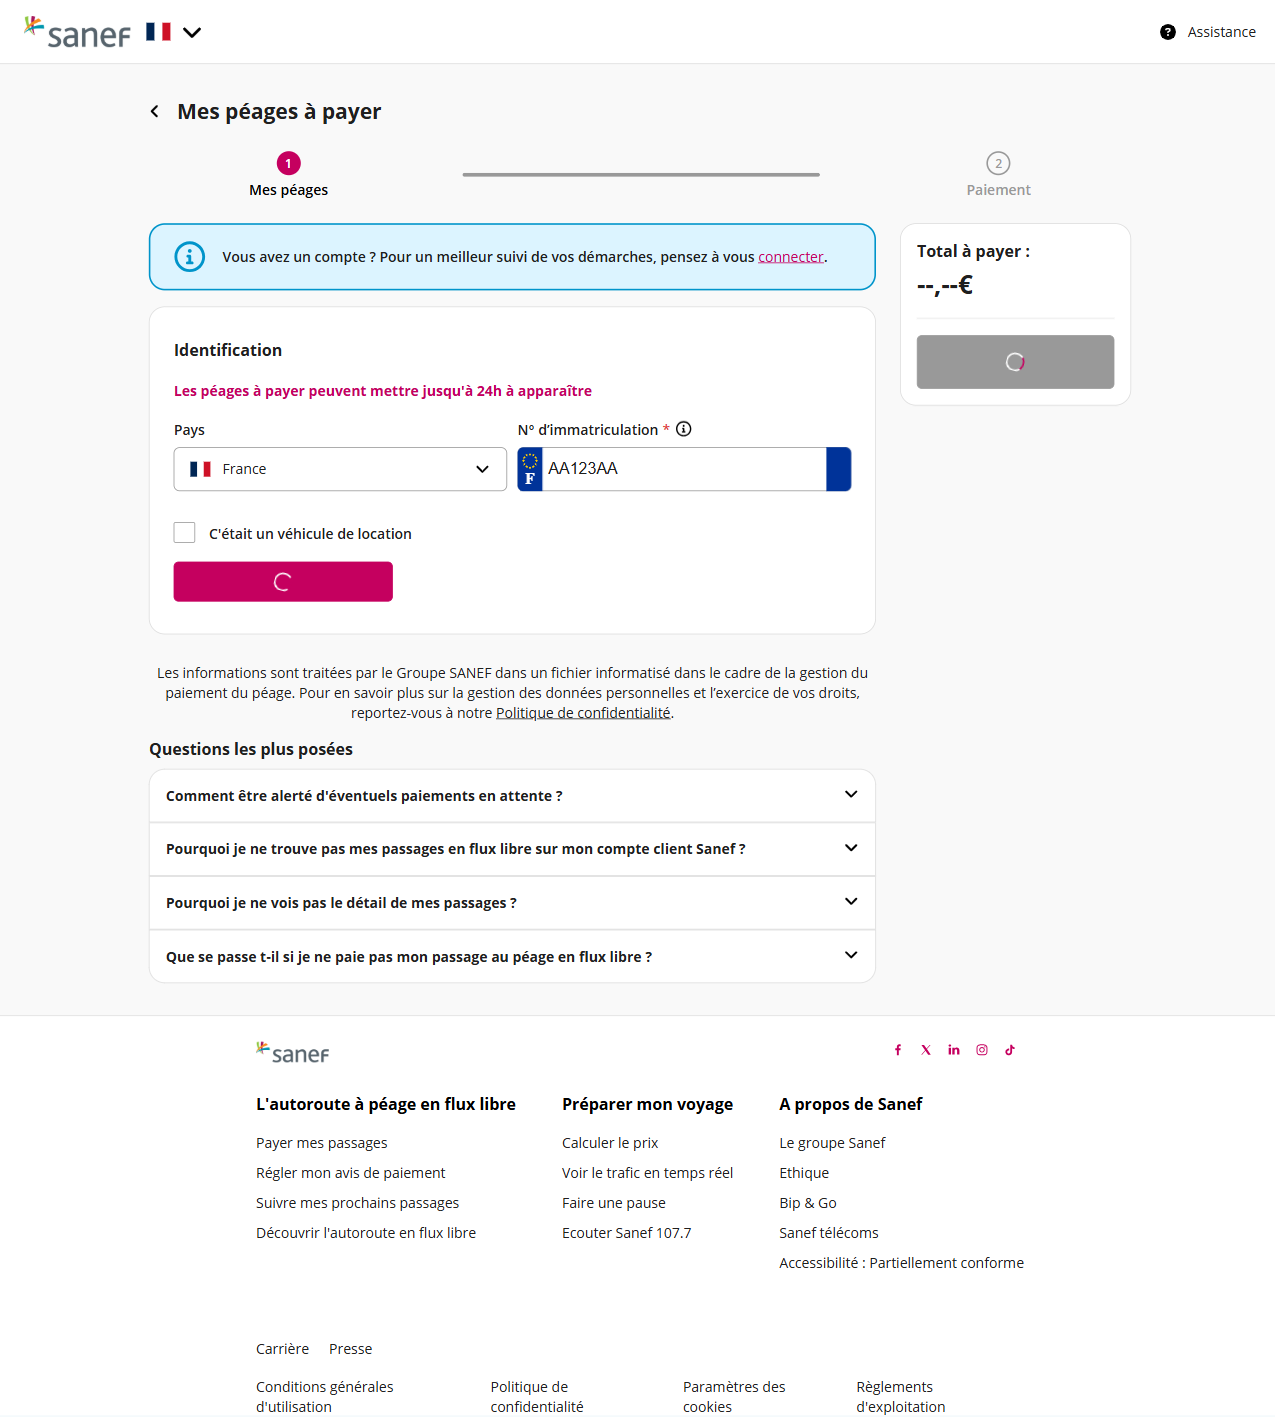 sanef
? Assistance
Mes péages à payer
1
2
Mes péages
Paiement
Vous avez un compte ? Pour un meilleur suivi de vos démarches, pensez à vous connecter.
Total à payer :
--,--€
Identification
Les péages à payer peuvent mettre jusqu'à 24h à apparaître
Pays
N° d’immatriculation *
France
F
AA123AA
C'était un véhicule de location
Les informations sont traitées par le Groupe SANEF dans un fichier informatisé dans le cadre de la gestion du
paiement du péage. Pour en savoir plus sur la gestion des données personnelles et l’exercice de vos droits,
reportez-vous à notre Politique de confidentialité.
Questions les plus posées
Comment être alerté d'éventuels paiements en attente ?
Pourquoi je ne trouve pas mes passages en flux libre sur mon compte client Sanef ?
Pourquoi je ne vois pas le détail de mes passages ?
Que se passe t-il si je ne paie pas mon passage au péage en flux libre ?
sanef
L'autoroute à péage en flux libre
Payer mes passages
Régler mon avis de paiement
Suivre mes prochains passages
Découvrir l'autoroute en flux libre
Préparer mon voyage
Calculer le prix
Voir le trafic en temps réel
Faire une pause
Ecouter Sanef 107.7
A propos de Sanef
Le groupe Sanef
Ethique
Bip & Go
Sanef télécoms
Accessibilité : Partiellement conforme
Carrière
Presse
Conditions générales
d'utilisation
Politique de
confidentialité
Paramètres des
cookies
Règlements
d'exploitation